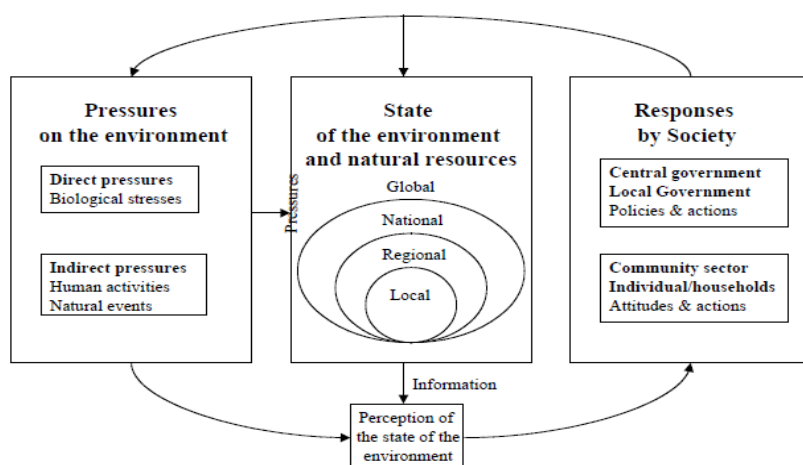 Pressures
on the environment
Direct pressures
Biological stresses
Indirect pressures
Human activities
Natural events
Pressures
State
of the environment
and natural resources
Global
National
Regional
Local
Information
Perception of
the state of the
environment
Responses
by Society
Central government
Local Government
Policies & actions
Community sector
Individual/households
Attitudes & actions